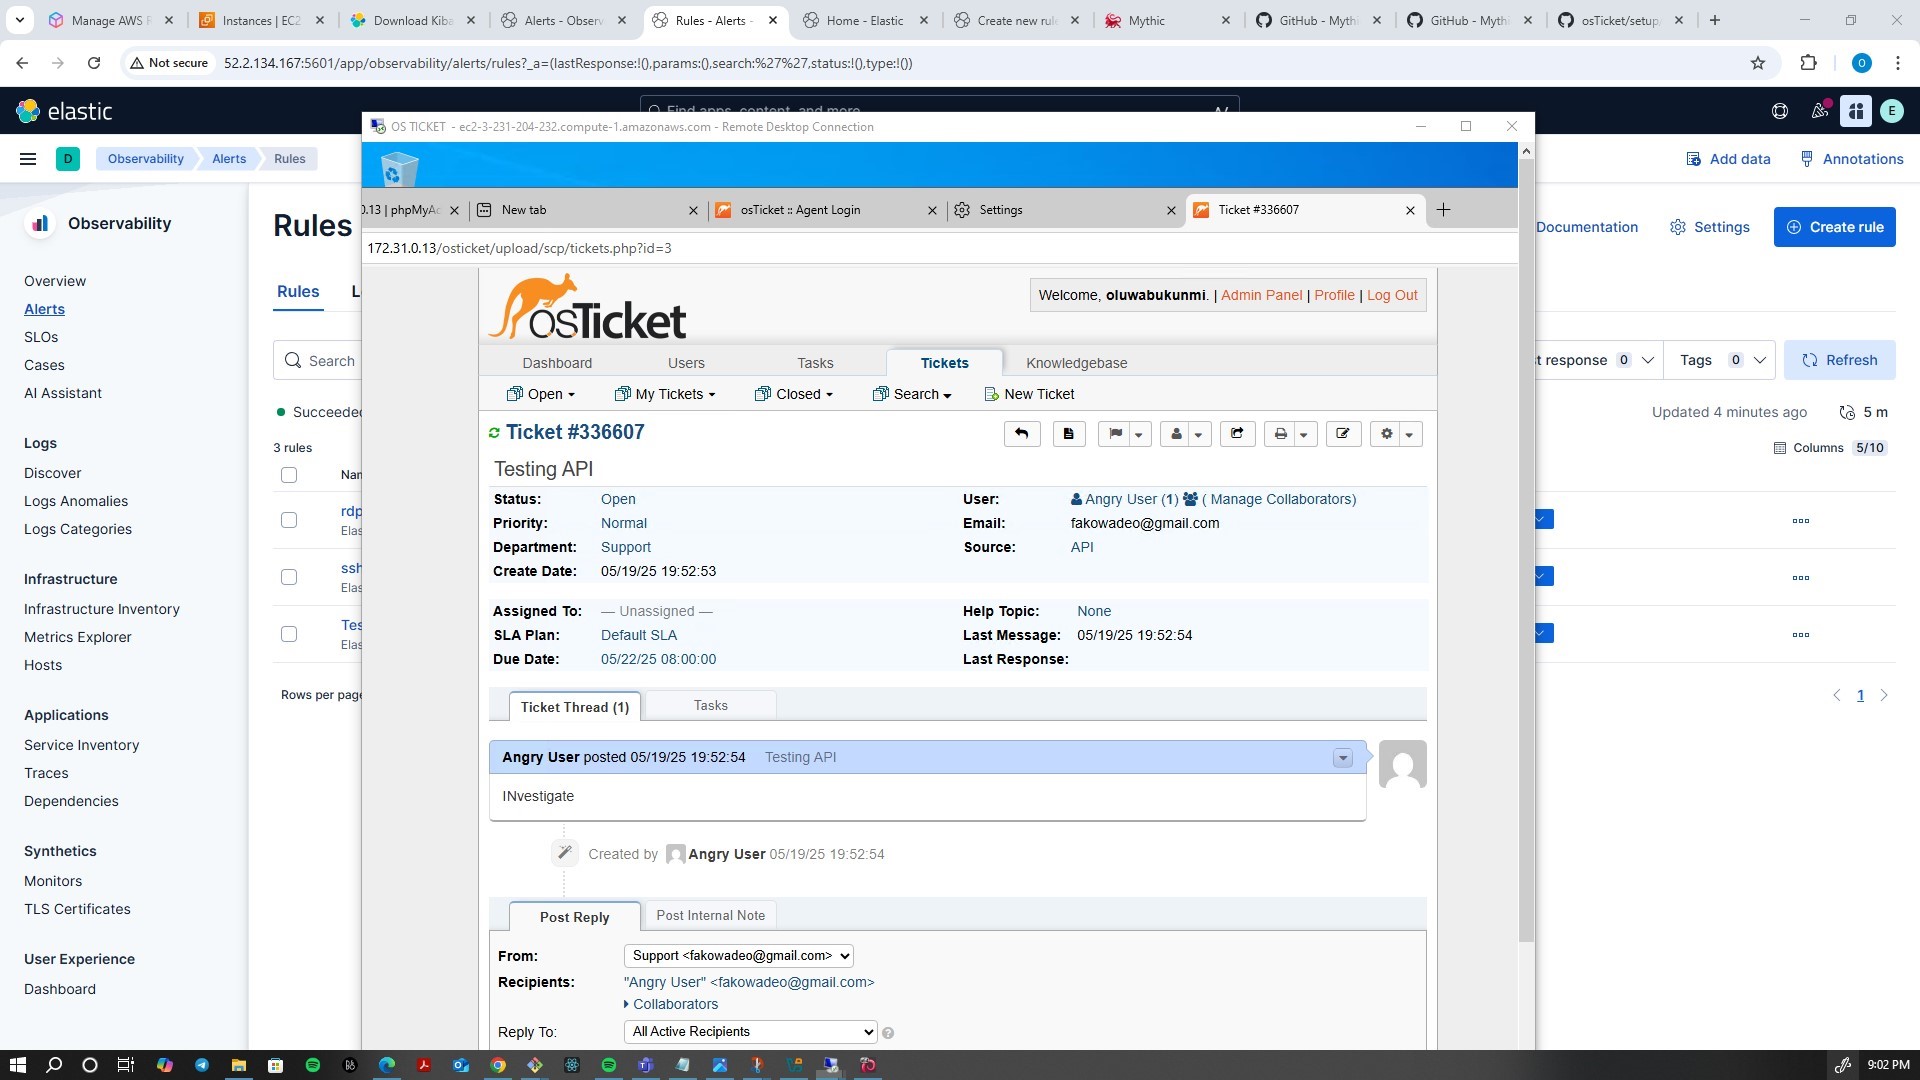 Manage AWS R
Instances | EC2
Download Kiba
Alerts - Observ
Rules - Alerts -
Home - Elastic
Create new rul
Mythic
GitHub - Mythi
GitHub - Mythi
osTicket/setup
Not secure
52.2.134.167:5601/app/observability/alerts/rules?_a=(lastResponse:!(),params:(),search:%27%27,status:!(),type:!())
O
elastic
Find apps, content, and more
E
D
Observability
Alerts
Rules
Add data
Annotations
Observability
Overview
Alerts
SLOs
Cases
AI Assistant
Logs
Discover
Logs Anomalies
Logs Categories
Infrastructure
Infrastructure Inventory
Metrics Explorer
Hosts
Applications
Service Inventory
Traces
Dependencies
Synthetics
Monitors
TLS Certificates
User Experience
Dashboard
Rules
Documentation
Settings
Create rule
Rules
L
Search
t response 0
Tags 0
Refresh
Succeeded
Updated 4 minutes ago
5 m
3 rules
Columns 5/10
Nam
rdp
Elas
ssh
Elas
Tes
Elas
Rows per page
1
OS TICKET - ec2-3-231-204-232.compute-1.amazonaws.com - Remote Desktop Connection
0.13 | phpMyAc
New tab
osTicket :: Agent Login
Settings
Ticket #336607
172.31.0.13/osticket/upload/scp/tickets.php?id=3
osTicket
Welcome, oluwabukunmi. | Admin Panel | Profile | Log Out
Dashboard
Users
Tasks
Tickets
Knowledgebase
Open
My Tickets
Closed
Search
New Ticket
Ticket #336607
Testing API
Status: Open
User: Angry User (1) ( Manage Collaborators)
Priority: Normal
Email: fakowadeo@gmail.com
Department: Support
Source: API
Create Date: 05/19/25 19:52:53
Assigned To: — Unassigned —
Help Topic: None
SLA Plan: Default SLA
Last Message: 05/19/25 19:52:54
Due Date: 05/22/25 08:00:00
Last Response:
Ticket Thread (1)
Tasks
Angry User posted 05/19/25 19:52:54 Testing API
INvestigate
Created by Angry User 05/19/25 19:52:54
Post Reply
Post Internal Note
From: Support <fakowadeo@gmail.com>
Recipients: "Angry User" <fakowadeo@gmail.com>
Collaborators
Reply To: All Active Recipients
9:02 PM